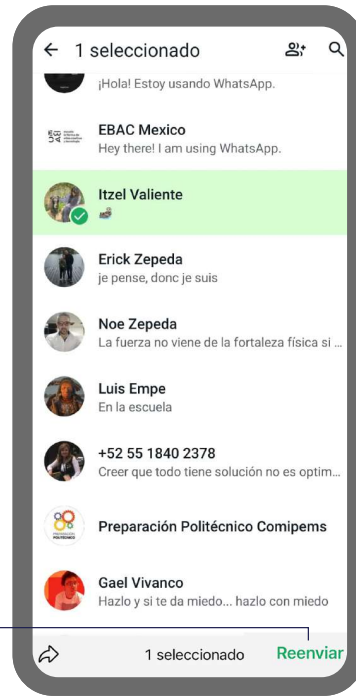 1 seleccionado
¡Hola! Estoy usando WhatsApp.
EBAC Mexico
Hey there! I am using WhatsApp.
Itzel Valiente
Erick Zepeda
je pense, donc je suis
Noe Zepeda
La fuerza no viene de la fortaleza física si ...
Luis Empe
En la escuela
+52 55 1840 2378
Creer que todo tiene solución no es optim...
Preparación Politécnico Comipems
Gael Vivanco
Hazlo y si te da miedo... hazlo con miedo
1 seleccionado
Reenviar